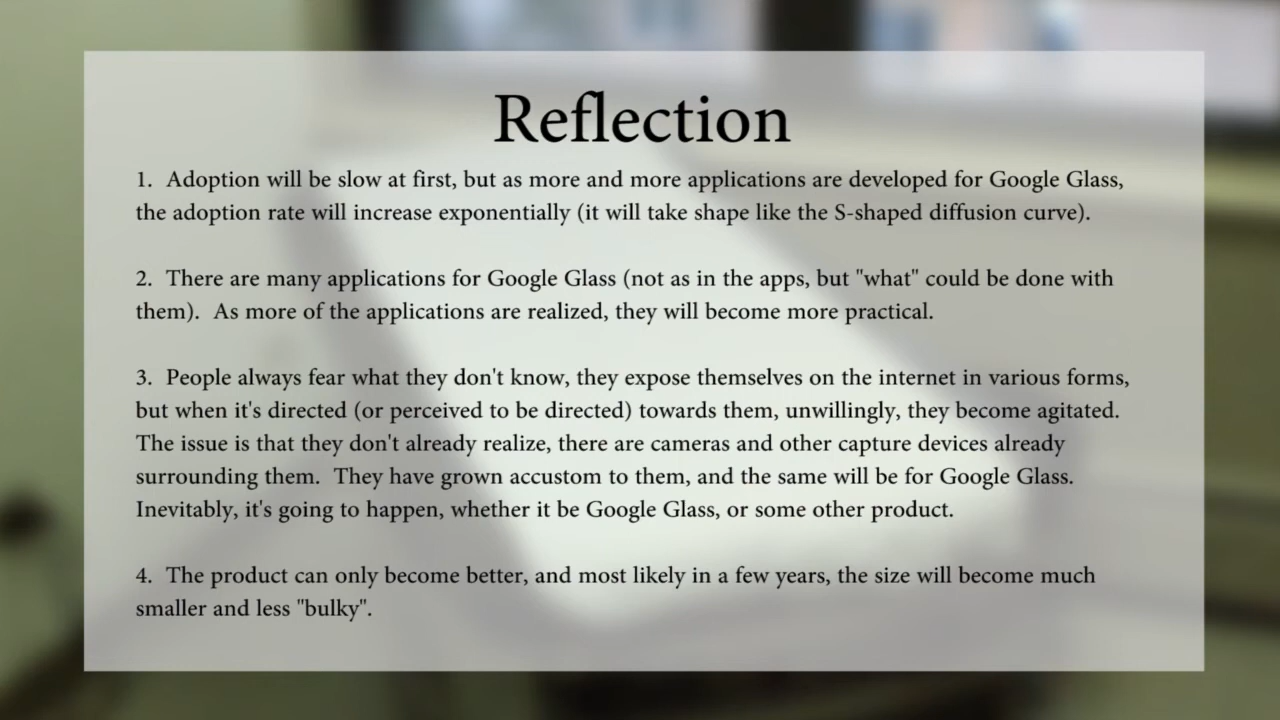 Reflection
1.  Adoption will be slow at first, but as more and more applications are developed for Google Glass,
the adoption rate will increase exponentially (it will take shape like the S-shaped diffusion curve).
2.  There are many applications for Google Glass (not as in the apps, but "what" could be done with
them).  As more of the applications are realized, they will become more practical.
3.  People always fear what they don't know, they expose themselves on the internet in various forms,
but when it's directed (or perceived to be directed) towards them, unwillingly, they become agitated.
The issue is that they don't already realize, there are cameras and other capture devices already
surrounding them.  They have grown accustom to them, and the same will be for Google Glass.
Inevitably, it's going to happen, whether it be Google Glass, or some other product.
4.  The product can only become better, and most likely in a few years, the size will become much
smaller and less "bulky".